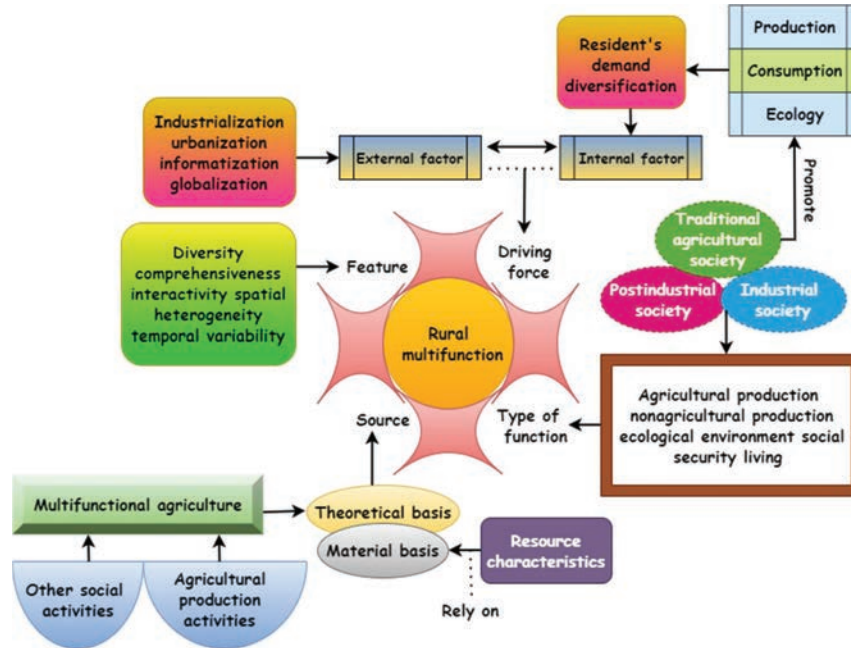 Production
Consumption
Ecology
Resident's
demand
diversification
Industrialization
urbanization
informatization
globalization
External factor
Internal factor
Promote
Traditional
agricultural
society
Postindustrial
society
Industrial
society
Diversity
comprehensiveness
interactivity spatial
heterogeneity
temporal variability
Feature
Driving
force
Rural
multifunction
Source
Type of
function
Agricultural production
nonagricultural production
ecological environment social
security living
Multifunctional agriculture
Theoretical basis
Material basis
Resource
characteristics
Rely on
Other social
activities
Agricultural
production
activities